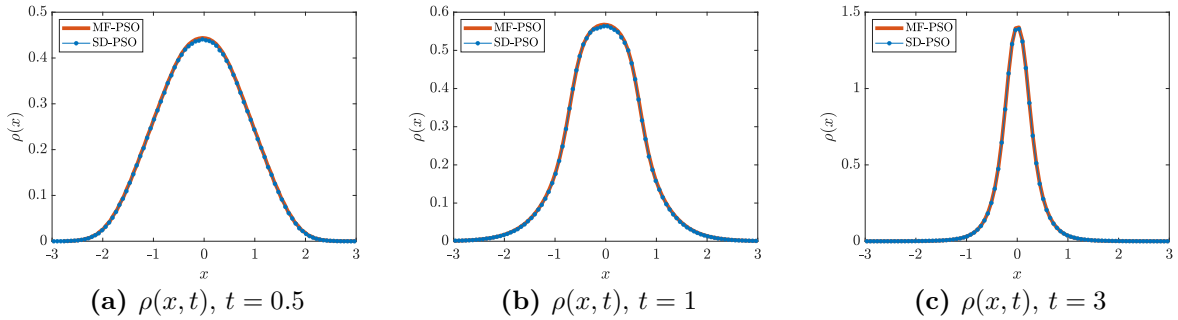 0.5
0.4
0.3
0.2
0.1
0
ρ(x)
MF-PSO
SD-PSO
-3 -2 -1 0 1 2 3
x
(a) ρ(x, t), t = 0.5
0.6
0.5
0.4
0.3
0.2
0.1
0
ρ(x)
MF-PSO
SD-PSO
-3 -2 -1 0 1 2 3
x
(b) ρ(x, t), t = 1
1.5
1
0.5
0
ρ(x)
MF-PSO
SD-PSO
-3 -2 -1 0 1 2 3
x
(c) ρ(x, t), t = 3